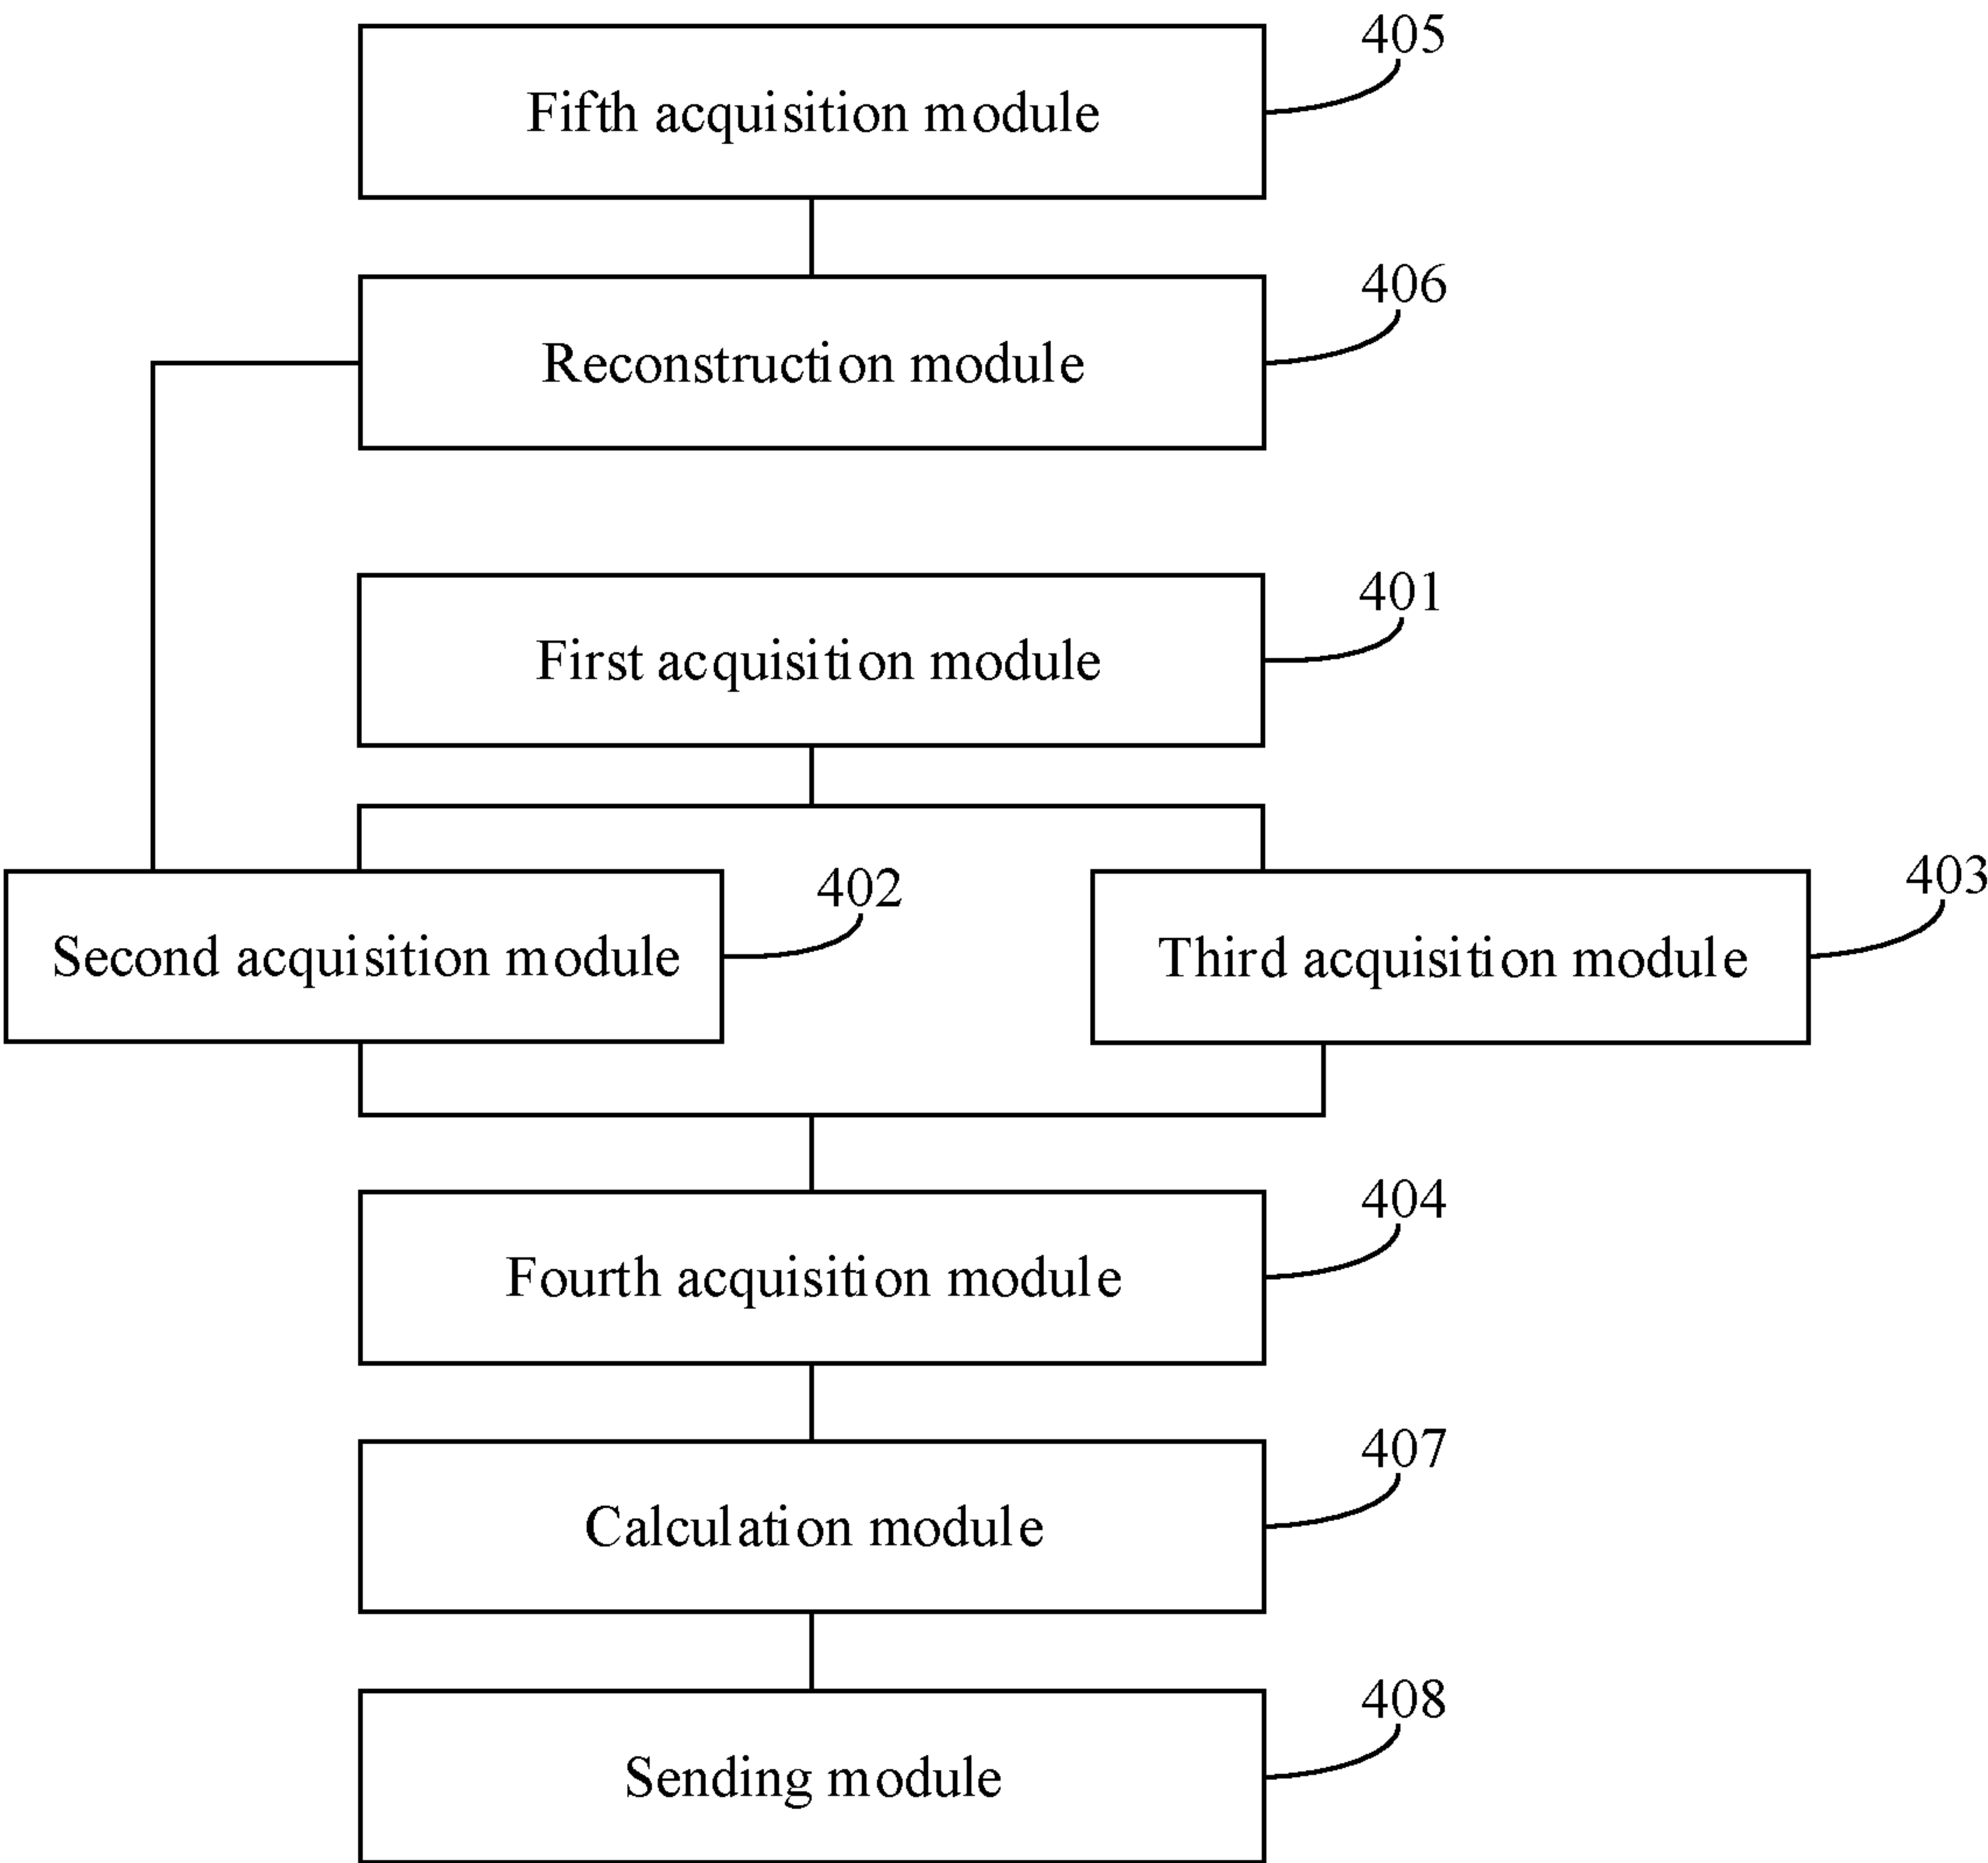 405
Fifth acquisition module
406
Reconstruction module
401
First acquisition module
402
403
Second acquisition module
Third acquisition module
404
Fourth acquisition module
407
Calculation module
408
Sending module